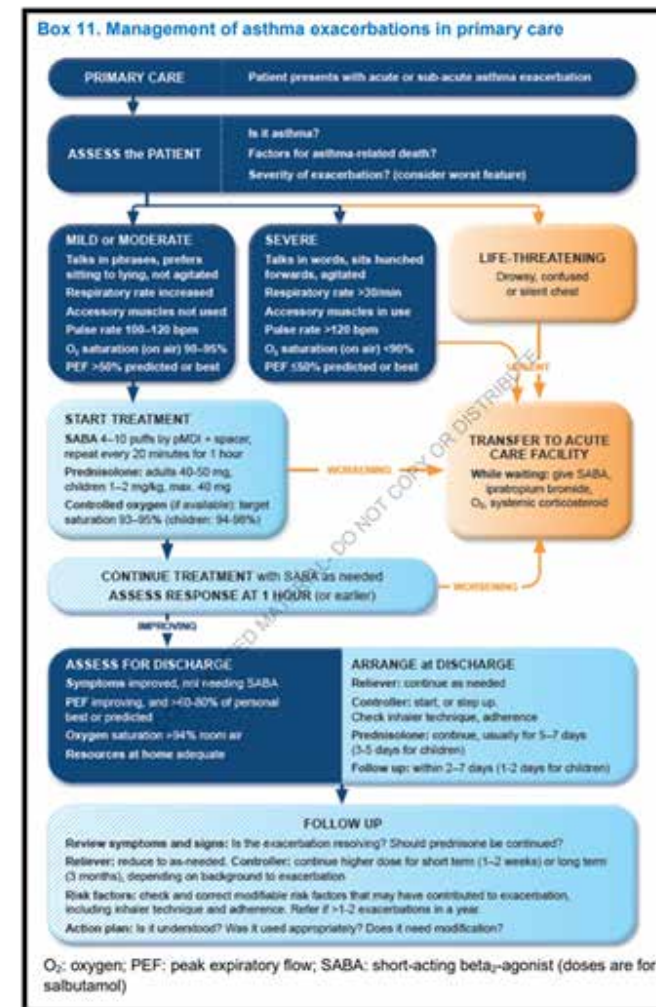 Box 11. Management of asthma exacerbations in primary care
PRIMARY CARE
Patient presents with acute or sub-acute asthma exacerbation
ASSESS the PATIENT
Is it asthma?
Factors for asthma-related death?
Severity of exacerbation? (consider worst feature)
MILD or MODERATE
Talks in phrases, prefers
sitting to lying, not agitated
Respiratory rate increased
Accessory muscles not used
Pulse rate 100–120 bpm
O₂ saturation (on air) 90–95%
PEF >50% predicted or best
SEVERE
Talks in words, sits hunched
forwards, agitated
Respiratory rate >30/min
Accessory muscles in use
Pulse rate >120 bpm
O₂ saturation (on air) <90%
PEF ≤50% predicted or best
LIFE-THREATENING
Drowsy, confused
or silent chest
START TREATMENT
SABA 4–10 puffs by pMDI + spacer,
repeat every 20 minutes for 1 hour
Prednisolone: adults 40-50 mg,
children 1–2 mg/kg, max. 40 mg
Controlled oxygen (if available): target
saturation 93–95% (children: 94-98%)
WORSENING
URGENT
TRANSFER TO ACUTE
CARE FACILITY
While waiting: give SABA,
ipratropium bromide,
O₂, systemic corticosteroid
CONTINUE TREATMENT with SABA as needed
ASSESS RESPONSE AT 1 HOUR (or earlier)
WORSENING
IMPROVING
ASSESS FOR DISCHARGE
Symptoms improved, not needing SABA
PEF improving, and >60-80% of personal
best or predicted
Oxygen saturation >94% room air
Resources at home adequate
ARRANGE at DISCHARGE
Reliever: continue as needed
Controller: start, or step up.
Check inhaler technique, adherence
Prednisolone: continue, usually for 5–7 days
(3-5 days for children)
Follow up: within 2–7 days (1-2 days for children)
FOLLOW UP
Review symptoms and signs: Is the exacerbation resolving? Should prednisone be continued?
Reliever: reduce to as-needed. Controller: continue higher dose for short term (1–2 weeks) or long term
(3 months), depending on background to exacerbation
Risk factors: check and correct modifiable risk factors that may have contributed to exacerbation,
including inhaler technique and adherence. Refer if >1-2 exacerbations in a year.
Action plan: Is it understood? Was it used appropriately? Does it need modification?
O₂: oxygen; PEF: peak expiratory flow; SABA: short-acting beta₂-agonist (doses are for
salbutamol)
MATERIAL- DO NOT COPY OR DISTRIBUTE